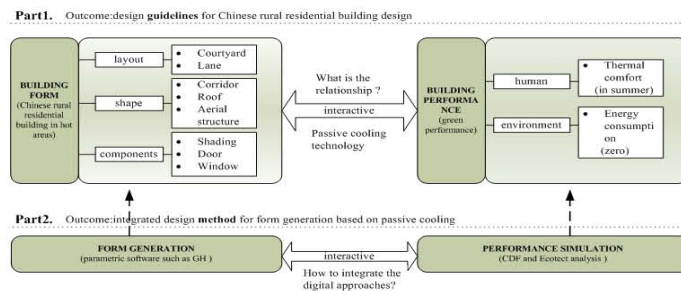 Part1. Outcome:design guidelines for Chinese rural residential building design
BUILDING
FORM
(Chinese rural
residential
building in hot
areas)
layout
• Courtyard
• Lane
shape
• Corridor
• Roof
• Aerial
structure
components
• Shading
• Door
• Window
What is the
relationship ?
interactive
Passive cooling
technology
BUILDING
PERFORMA
NCE
(green
performance)
human
• Thermal
comfort
(in summer)
environment
• Energy
consumpti
on
(zero)
Part2. Outcome:integrated design method for form generation based on passive cooling
FORM GENERATION
(parametric software such as GH )
interactive
How to integrate the
digital approaches?
PERFORMANCE SIMULATION
(CDF and Ecotect analysis )